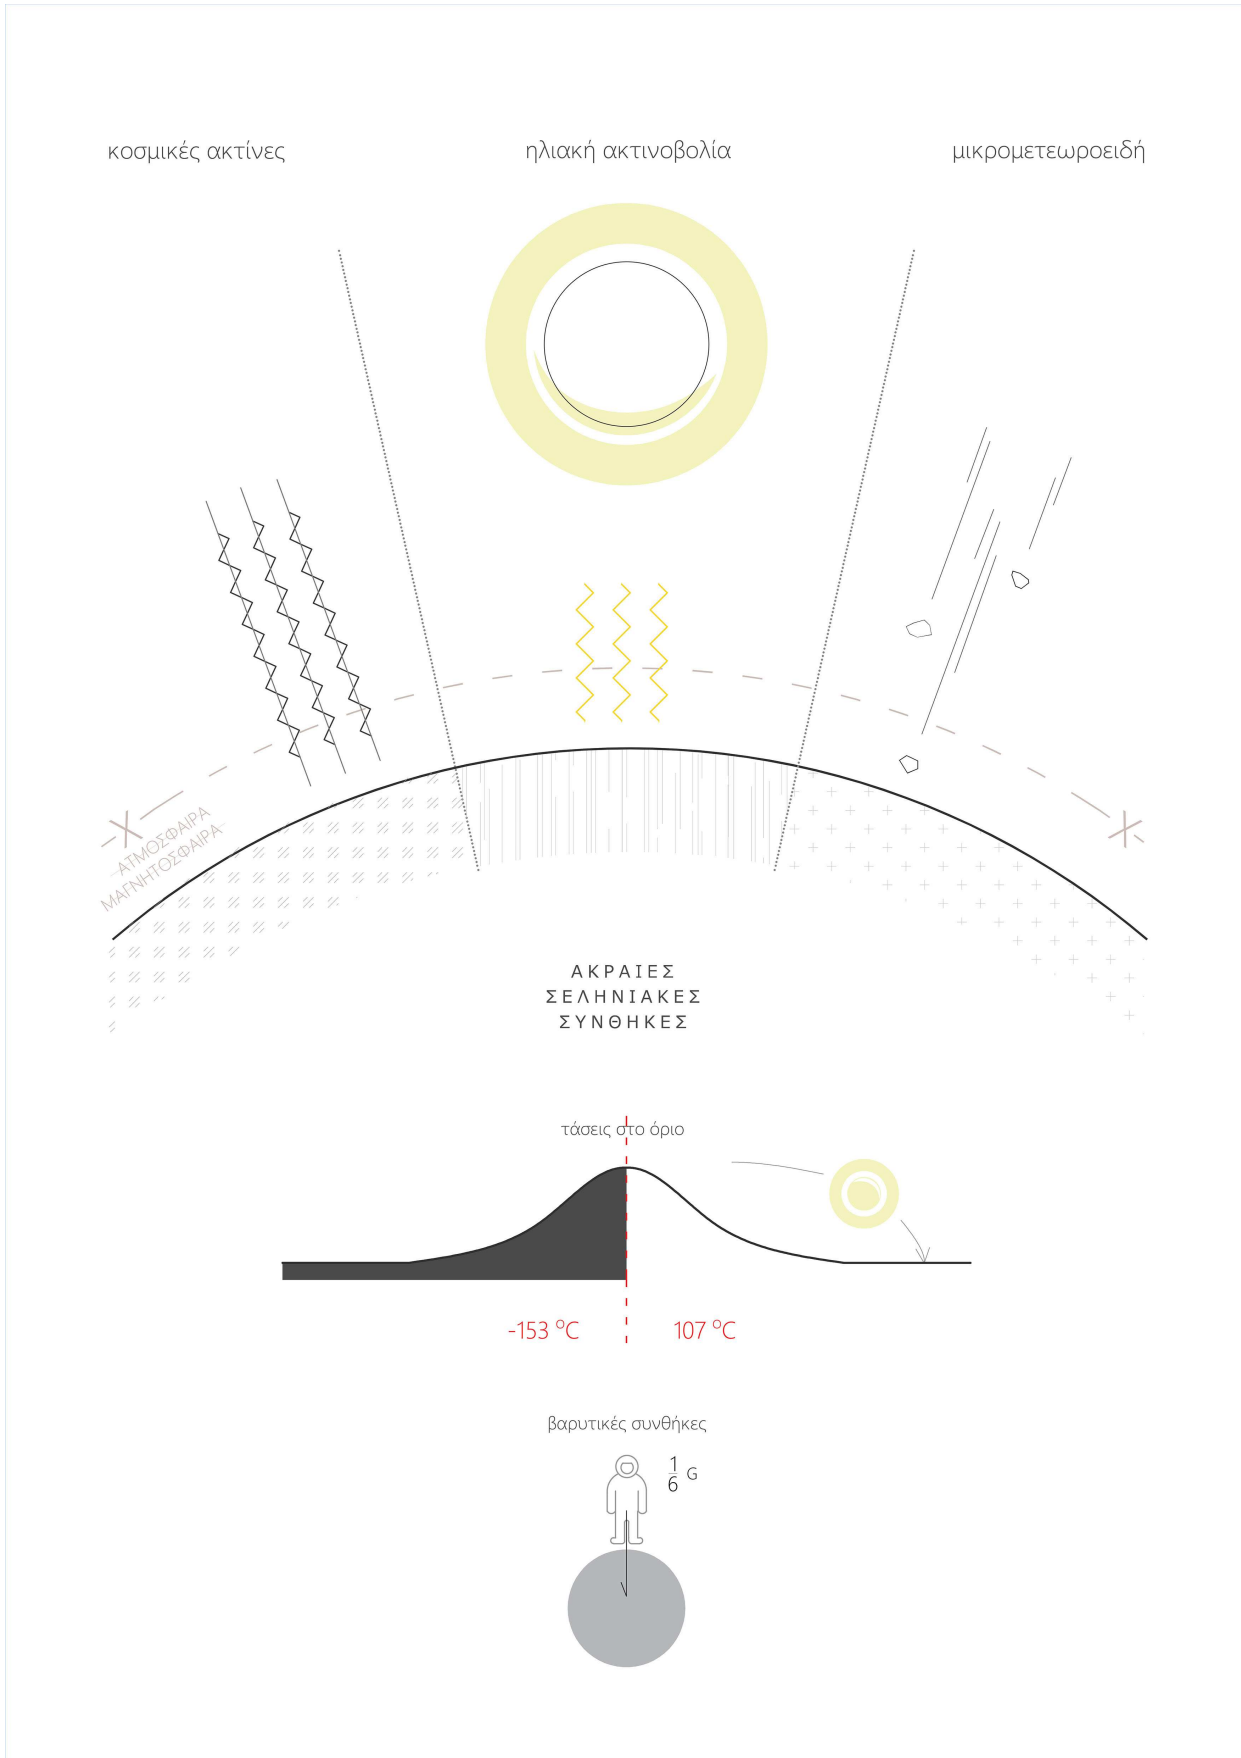 κοσμικές ακτίνες
ηλιακή ακτινοβολία
μικρομετεωροειδή
ΑΤΜΟΣΦΑΙΡΑ
ΜΑΓΝΗΤΟΣΦΑΙΡΑ
ΑΚΡΑΙΕΣ
ΣΕΛΗΝΙΑΚΕΣ
ΣΥΝΘΗΚΕΣ
τάσεις στο όριο
-153 °C
107 °C
βαρυτικές συνθήκες
1/6 G